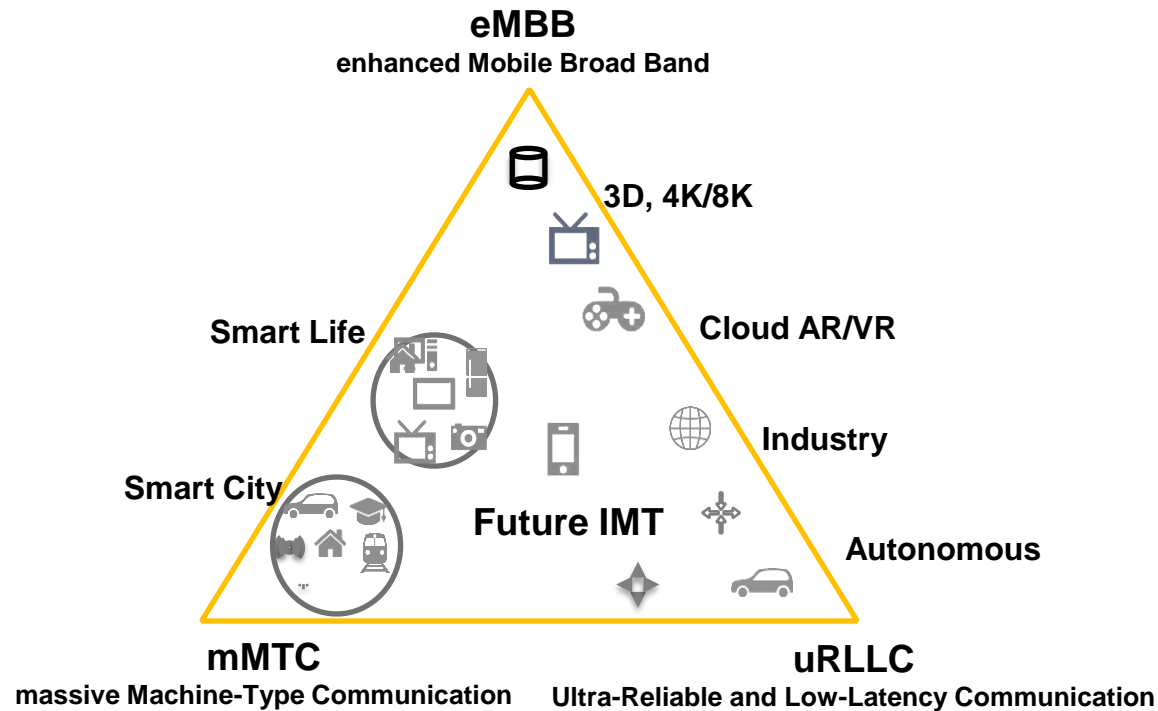 eMBB
enhanced Mobile Broad Band
3D, 4K/8K
Smart Life
Cloud AR/VR
Industry
Smart City
Future IMT
Autonomous
mMTC
massive Machine-Type Communication
uRLLC
Ultra-Reliable and Low-Latency Communication